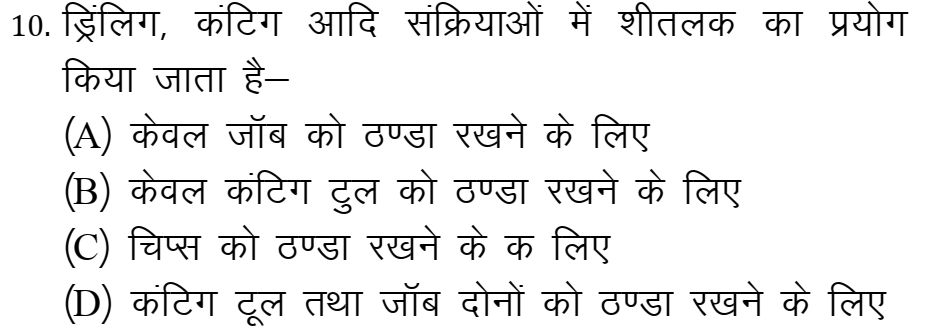 10. ड्रिंलिग, कंटिग आदि संक्रियाओं में शीतलक का प्रयोग
किया जाता है–
(A) केवल जॉब को ठण्डा रखने के लिए
(B) केवल कंटिग टुल को ठण्डा रखने के लिए
(C) चिप्स को ठण्डा रखने के क लिए
(D) कंटिग टूल तथा जॉब दोनों को ठण्डा रखने के लिए